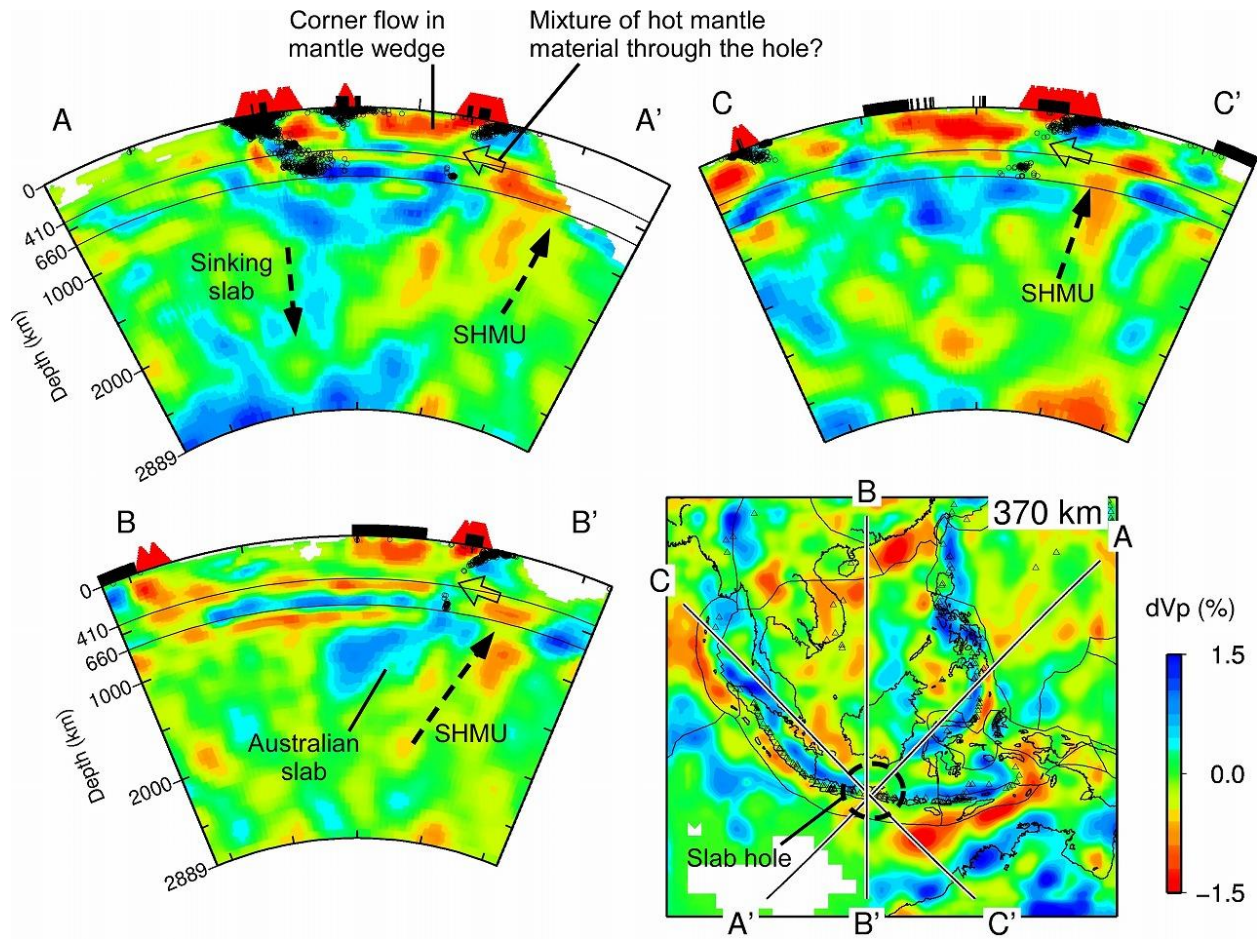 Corner flow in
mantle wedge
Mixture of hot mantle
material through the hole?
A
A'
0
410
660
1000
2000
2889
Depth (km)
Sinking
slab
SHMU
C
C'
SHMU
B
B'
0
410
660
1000
2000
2889
Depth (km)
Australian
slab
SHMU
B
370 km
A
C
Slab hole
A'
B'
C'
dVp (%)
1.5
0.0
−1.5